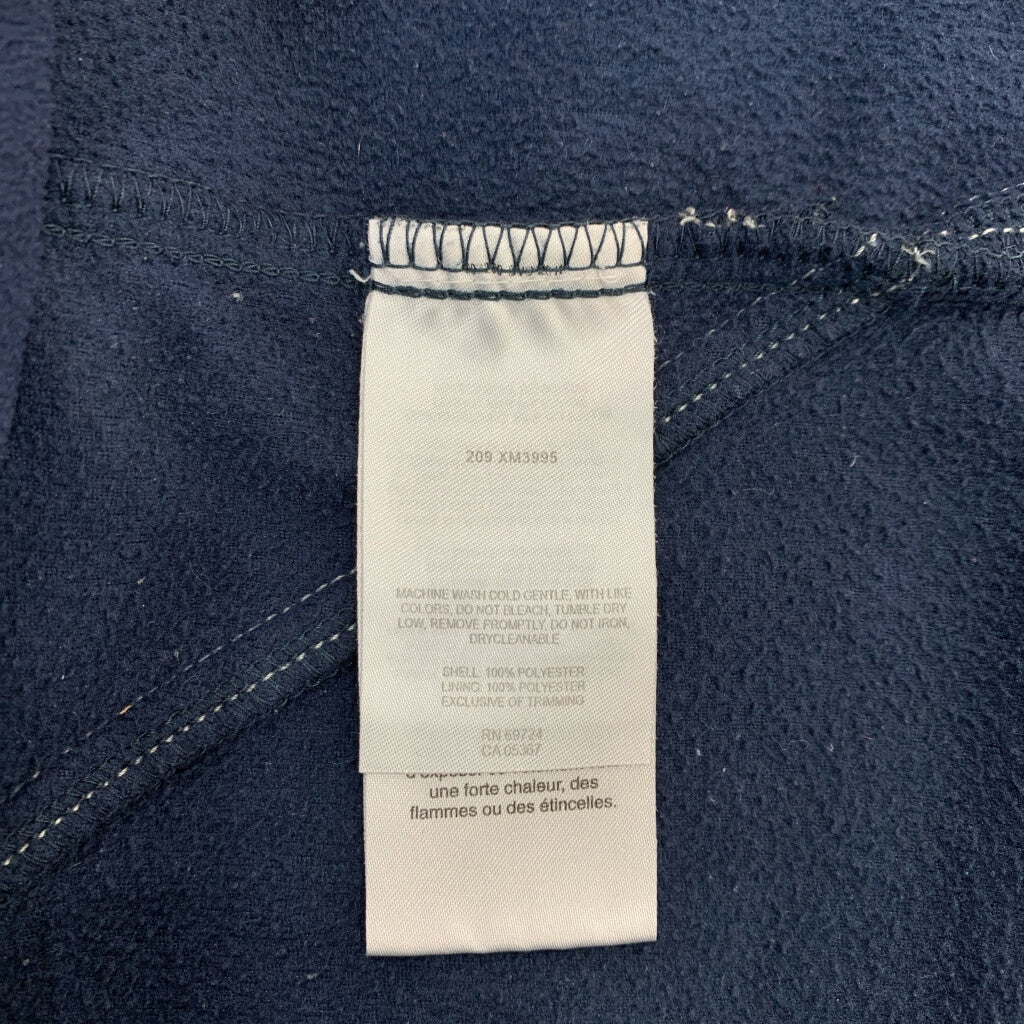 209 XM3995
MACHINE WASH COLD GENTLE, WITH LIKE
COLORS, DO NOT BLEACH, TUMBLE DRY
LOW, REMOVE PROMPTLY, DO NOT IRON,
DRYCLEANABLE
SHELL: 100% POLYESTER
LINING: 100% POLYESTER
EXCLUSIVE OF TRIMMING
RN 69724
CA 05367
une forte chaleur, des
flammes ou des étincelles.